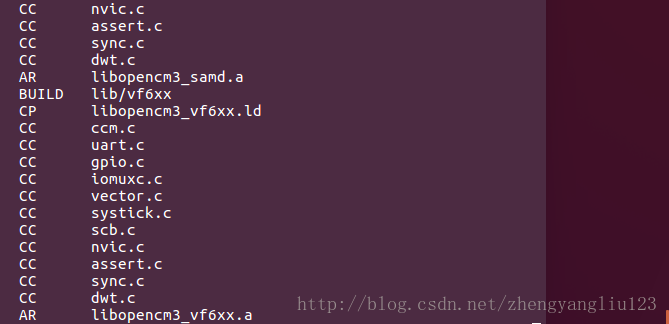 CC nvic.c
CC assert.c
CC sync.c
CC dwt.c
AR libopencm3_samd.a
BUILD lib/vf6xx
CP libopencm3_vf6xx.ld
CC ccm.c
CC uart.c
CC gpio.c
CC iomuxc.c
CC vector.c
CC systick.c
CC scb.c
CC nvic.c
CC assert.c
CC sync.c
CC dwt.c
AR libopencm3_vf6xx.a
http://blog.csdn.net/zhengyangliu123